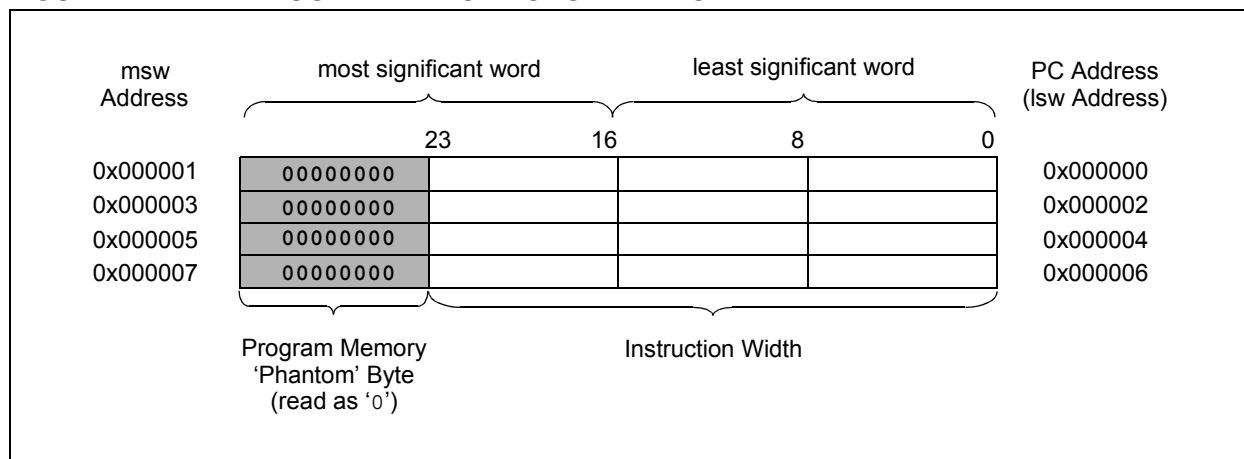 msw
Address
most significant word
least significant word
PC Address
(lsw Address)
23 16 8 0
0x000001 00000000 0x000000
0x000003 00000000 0x000002
0x000005 00000000 0x000004
0x000007 00000000 0x000006
Program Memory
‘Phantom’ Byte
(read as ‘0’)
Instruction Width